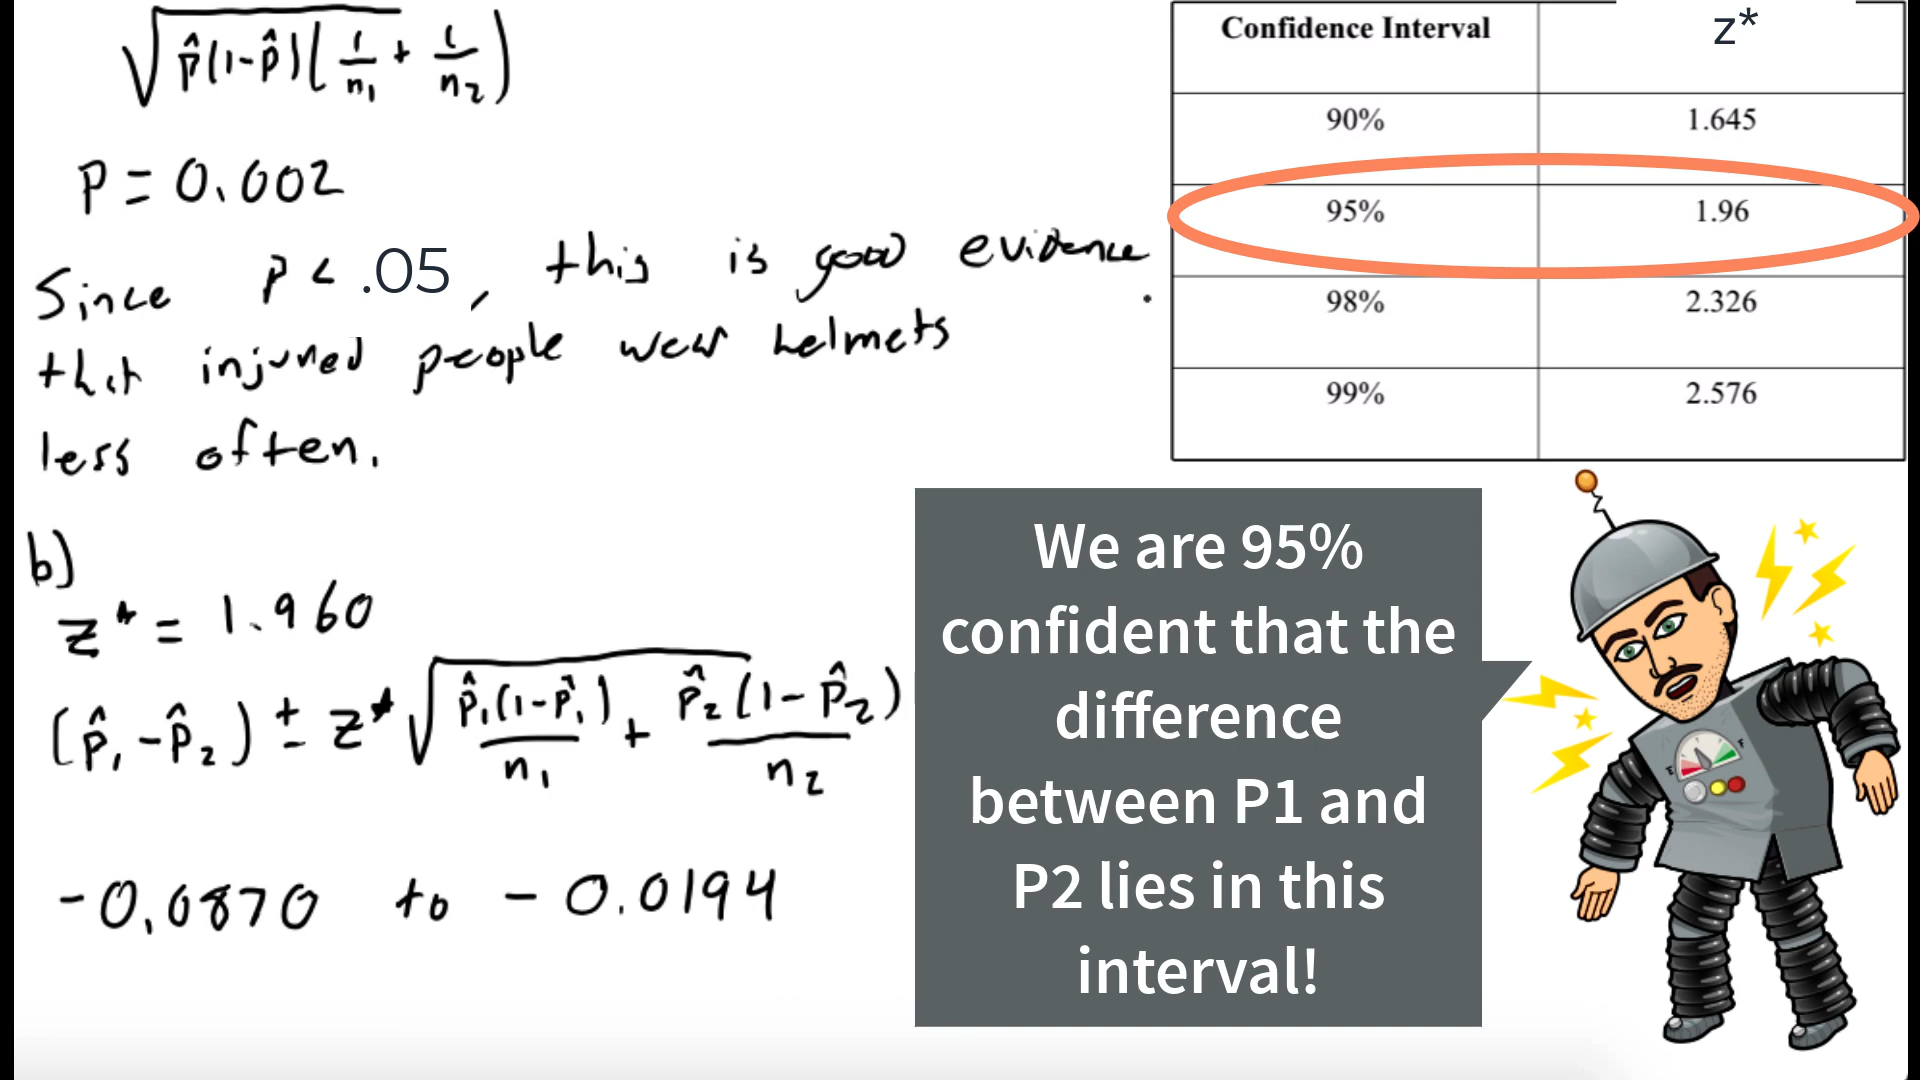 √p̂(1-p̂)(1/n₁ + 1/n₂)
P = 0.002
Since P < .05, this is good evidence
that injured people wear helmets
less often.
b)
z* = 1.960
(p̂₁ - p̂₂) ± z* √p̂₁(1-p̂₁)/n₁ + p̂₂(1-p̂₂)/n₂
-0.0870 to -0.0194
Confidence Interval z*
90% 1.645
95% 1.96
98% 2.326
99% 2.576
We are 95%
confident that the
difference
between P1 and
P2 lies in this
interval!
E F